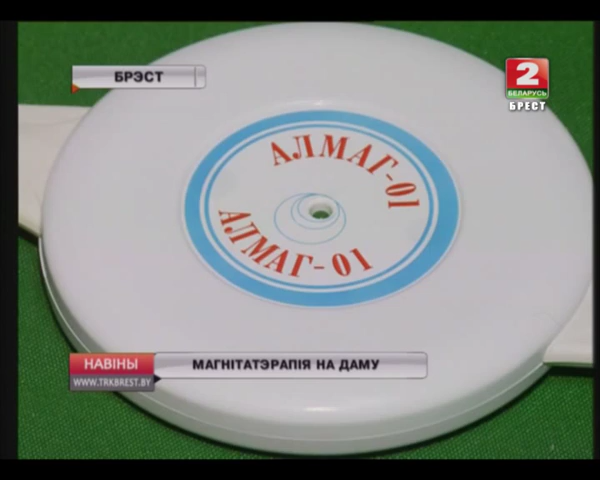 БРЭСТ
2
БЕЛАРУСЬ
БРЕСТ
АЛМАГ-01
АЛМАГ-01
НАВІНЫ
МАГНІТАТЭРАПІЯ НА ДАМУ
WWW.TRKBREST.BY